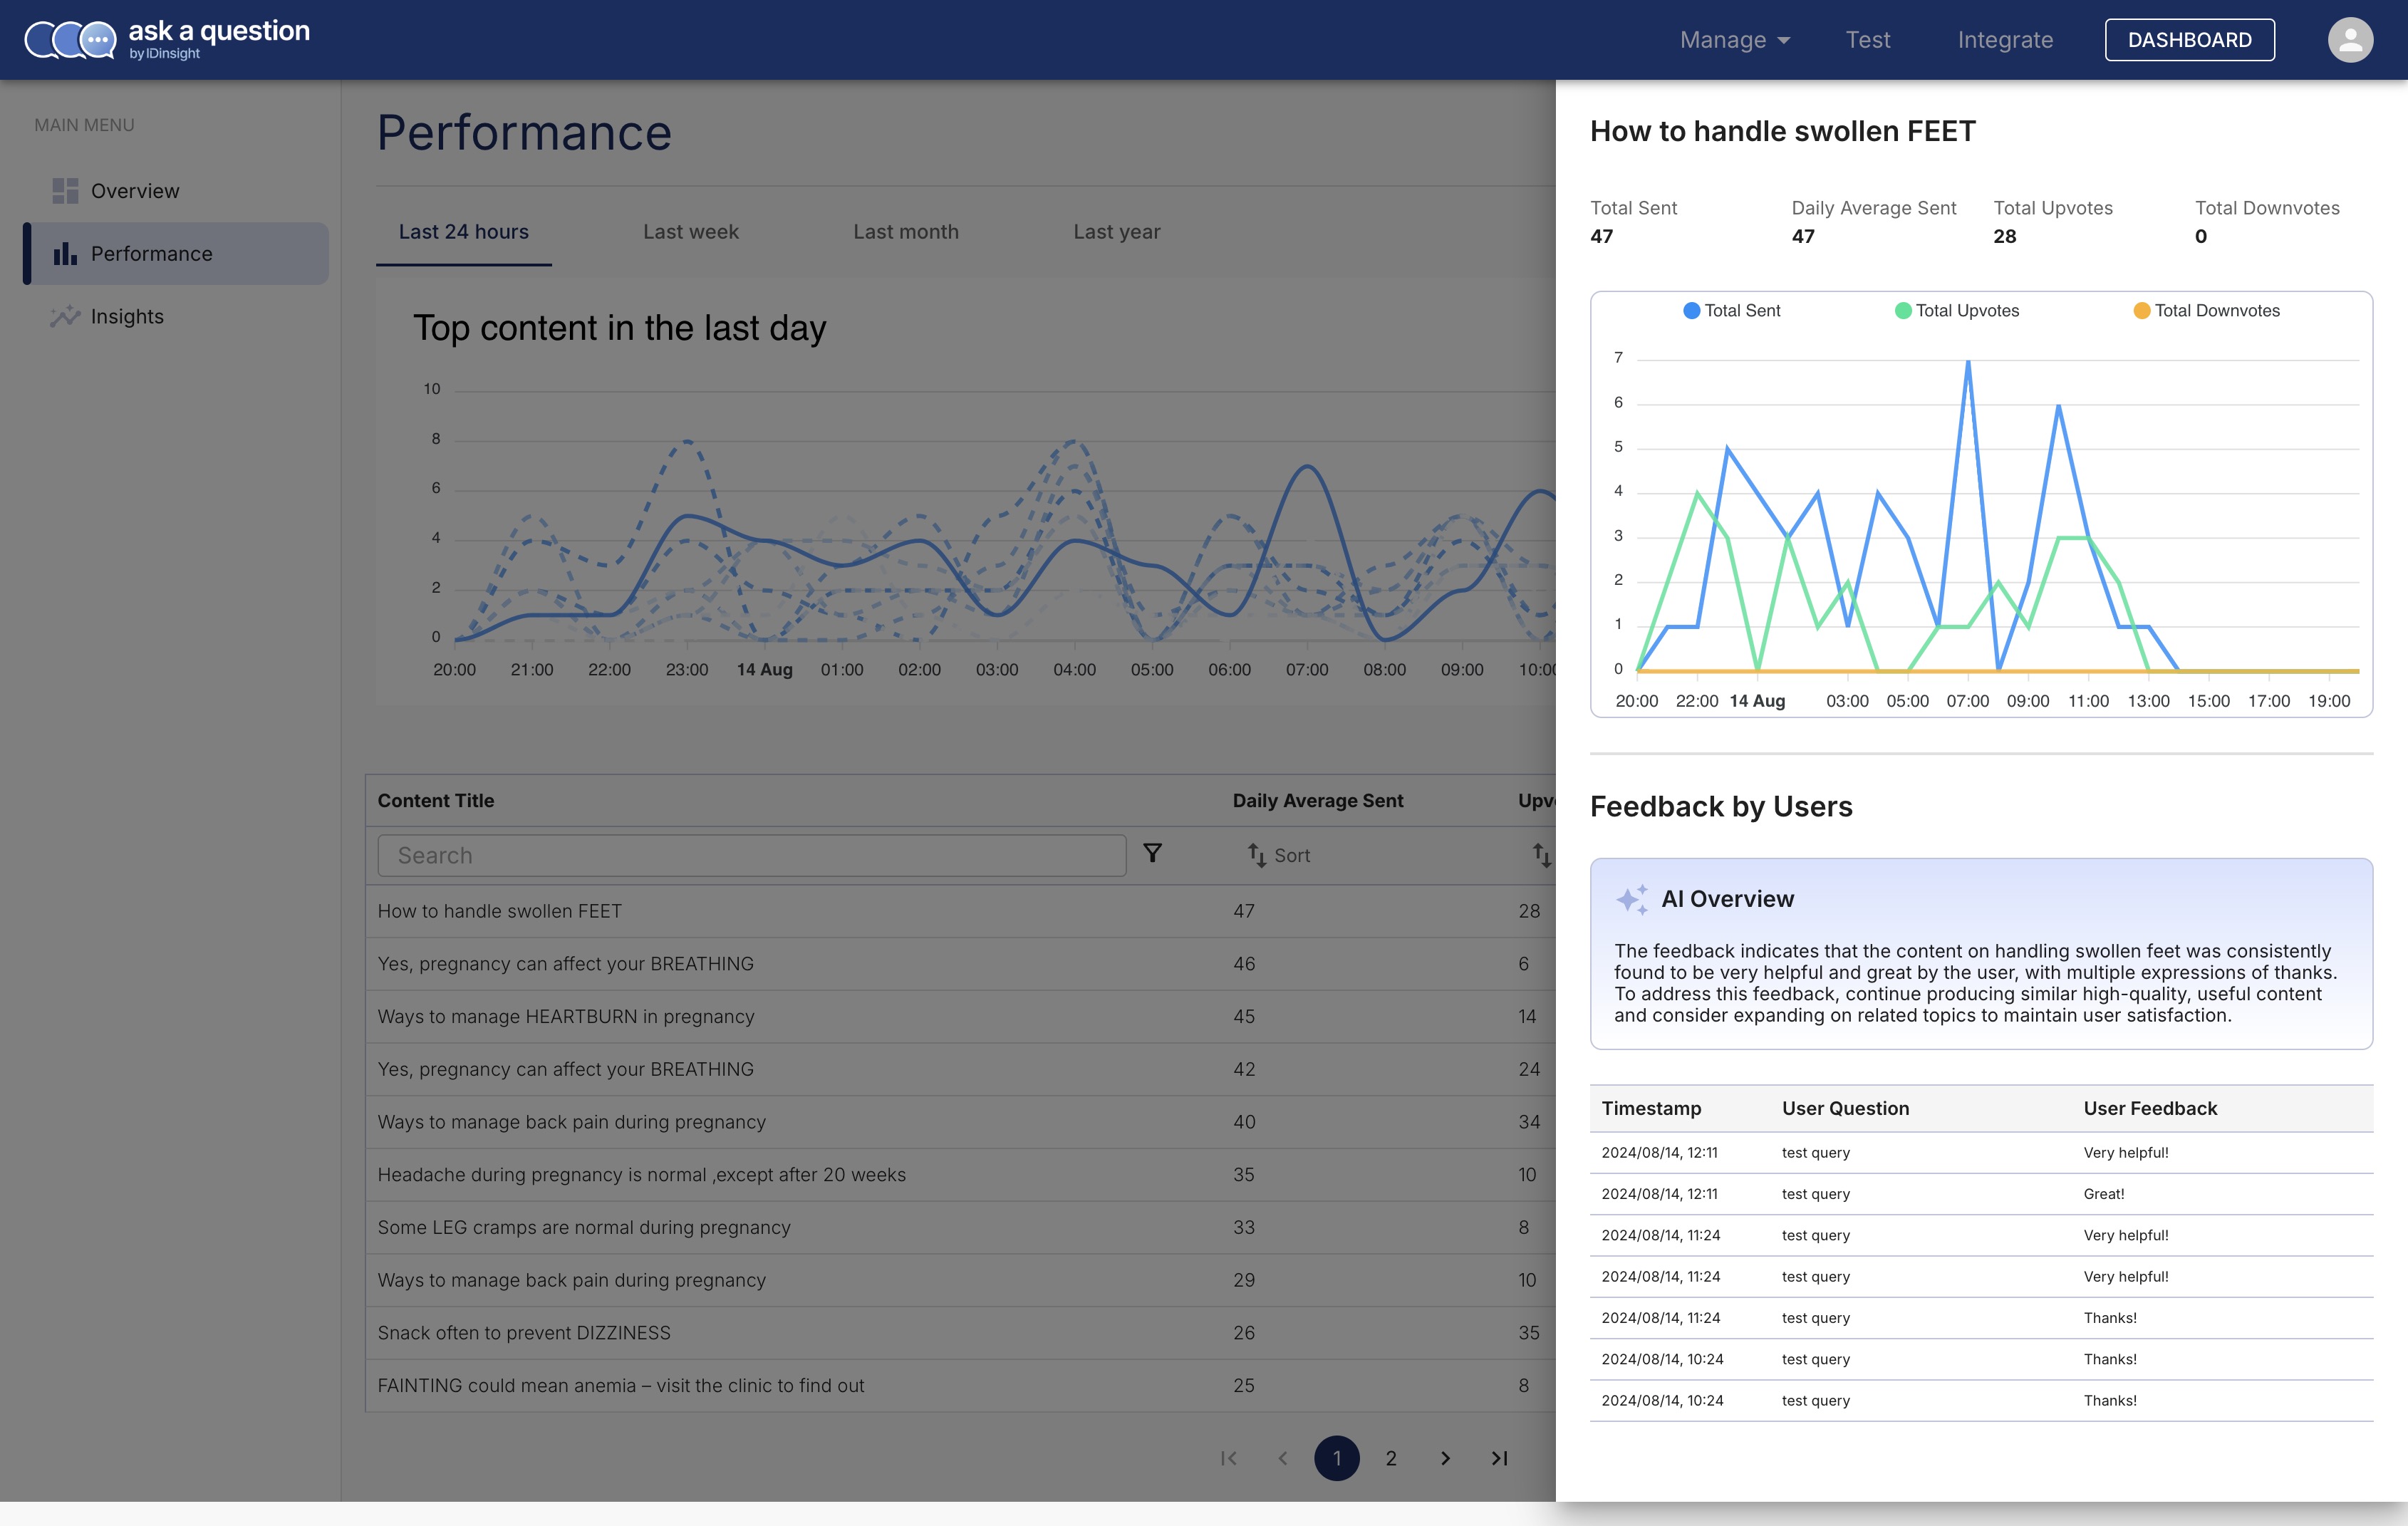 ask a question
by IDinsight
Manage
Test
Integrate
DASHBOARD
MAIN MENU
Overview
Performance
Insights
Performance
Last 24 hours
Last week
Last month
Last year
Top content in the last day
10
8
6
4
2
0
20:00 21:00 22:00 23:00 14 Aug 01:00 02:00 03:00 04:00 05:00 06:00 07:00 08:00 09:00 10:00
Content Title Daily Average Sent Upv
Search Sort
How to handle swollen FEET 47 28
Yes, pregnancy can affect your BREATHING 46 6
Ways to manage HEARTBURN in pregnancy 45 14
Yes, pregnancy can affect your BREATHING 42 24
Ways to manage back pain during pregnancy 40 34
Headache during pregnancy is normal ,except after 20 weeks 35 10
Some LEG cramps are normal during pregnancy 33 8
Ways to manage back pain during pregnancy 29 10
Snack often to prevent DIZZINESS 26 35
FAINTING could mean anemia – visit the clinic to find out 25 8
1 2
How to handle swollen FEET
Total Sent Daily Average Sent Total Upvotes Total Downvotes
47 47 28 0
Total Sent Total Upvotes Total Downvotes
7
6
5
4
3
2
1
0
20:00 22:00 14 Aug 03:00 05:00 07:00 09:00 11:00 13:00 15:00 17:00 19:00
Feedback by Users
AI Overview
The feedback indicates that the content on handling swollen feet was consistently
found to be very helpful and great by the user, with multiple expressions of thanks.
To address this feedback, continue producing similar high-quality, useful content
and consider expanding on related topics to maintain user satisfaction.
Timestamp User Question User Feedback
2024/08/14, 12:11 test query Very helpful!
2024/08/14, 12:11 test query Great!
2024/08/14, 11:24 test query Very helpful!
2024/08/14, 11:24 test query Very helpful!
2024/08/14, 11:24 test query Thanks!
2024/08/14, 10:24 test query Thanks!
2024/08/14, 10:24 test query Thanks!